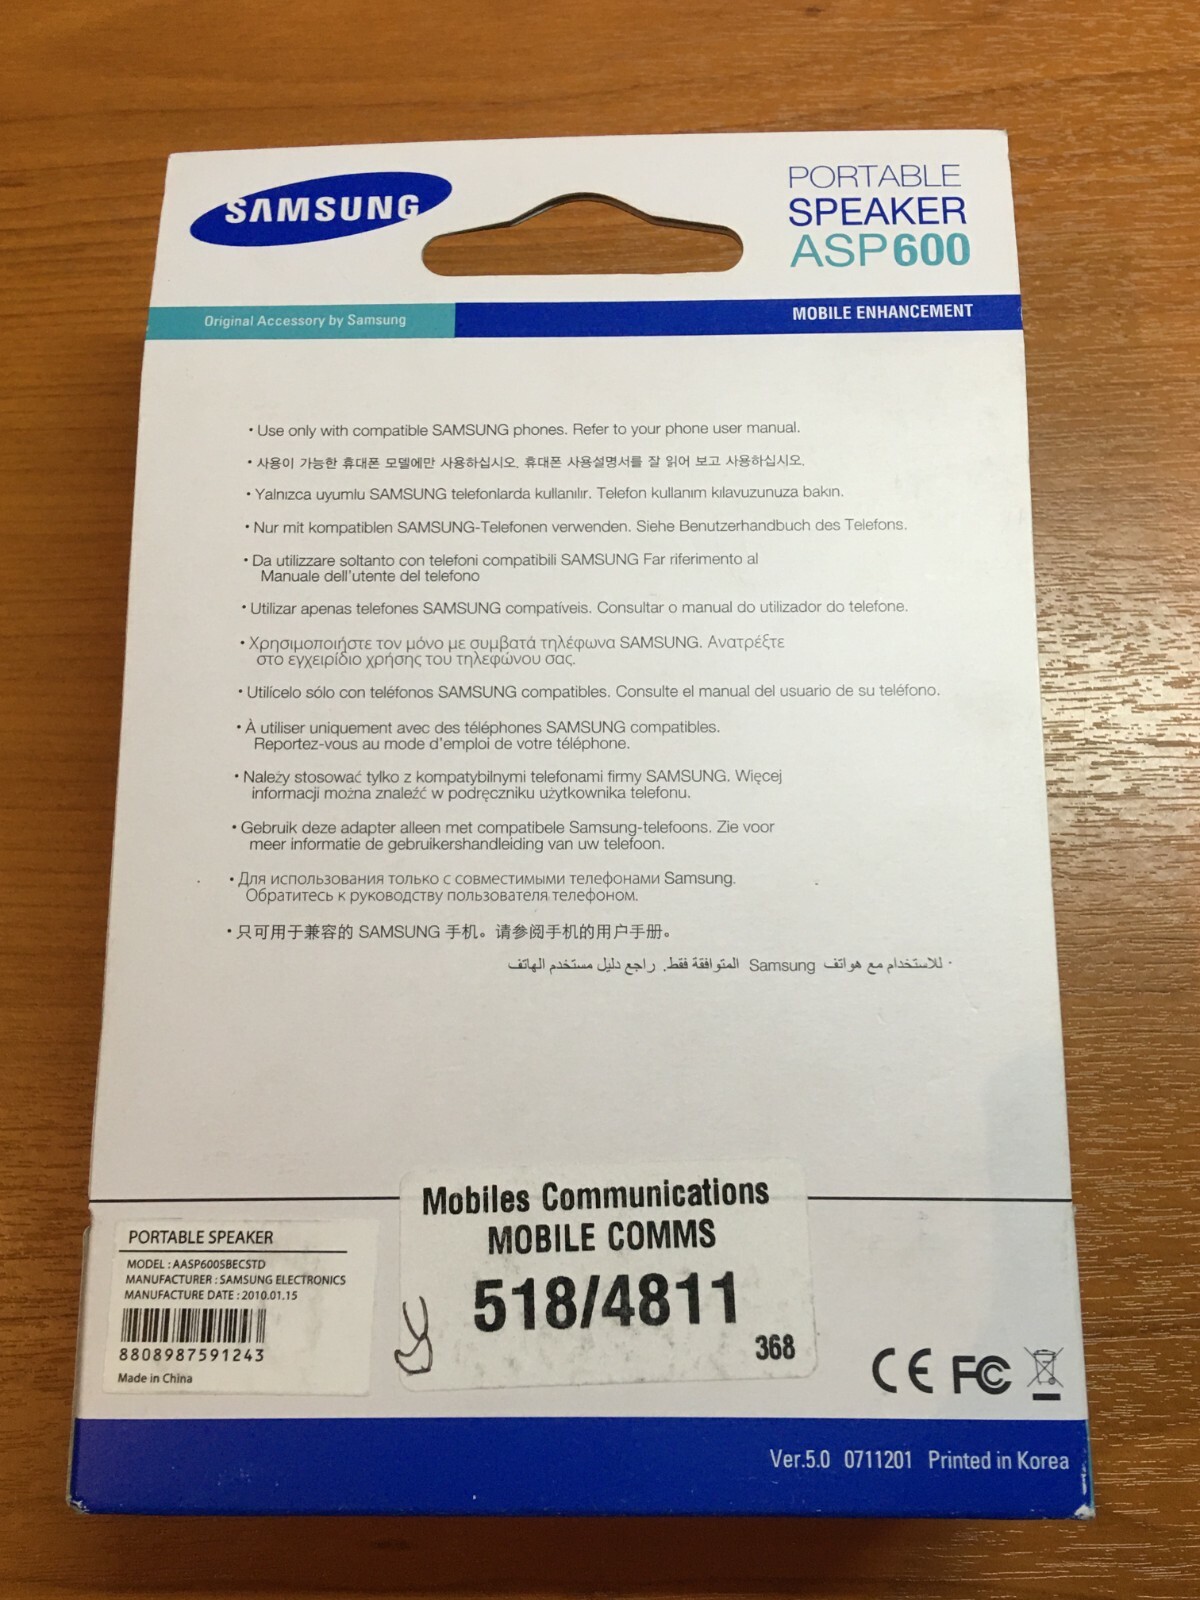 SAMSUNG
PORTABLE
SPEAKER
ASP600
Original Accessory by Samsung
MOBILE ENHANCEMENT
• Use only with compatible SAMSUNG phones. Refer to your phone user manual.
• 사용이 가능한 휴대폰 모델에만 사용하십시오. 휴대폰 사용설명서를 잘 읽어 보고 사용하십시오.
• Yalnızca uyumlu SAMSUNG telefonlarda kullanılır. Telefon kullanım kılavuzunuza bakın.
• Nur mit kompatiblen SAMSUNG-Telefonen verwenden. Siehe Benutzerhandbuch des Telefons.
• Da utilizzare soltanto con telefoni compatibili SAMSUNG Far riferimento al
Manuale dell'utente del telefono
• Utilizar apenas telefones SAMSUNG compatíveis. Consultar o manual do utilizador do telefone.
• Χρησιμοποιήστε τον μόνο με συμβατά τηλέφωνα SAMSUNG. Ανατρέξτε
στο εγχειρίδιο χρήσης του τηλεφώνου σας.
• Utilícelo sólo con teléfonos SAMSUNG compatibles. Consulte el manual del usuario de su teléfono.
• À utiliser uniquement avec des téléphones SAMSUNG compatibles.
Reportez-vous au mode d'emploi de votre téléphone.
• Należy stosować tylko z kompatybilnymi telefonami firmy SAMSUNG. Więcej
informacji można znaleźć w podręczniku użytkownika telefonu.
• Gebruik deze adapter alleen met compatibele Samsung-telefoons. Zie voor
meer informatie de gebruikershandleiding van uw telefoon.
• Для использования только с совместимыми телефонами Samsung.
Обратитесь к руководству пользователя телефоном.
• 只可用于兼容的 SAMSUNG 手机。请参阅手机的用户手册。
· للاستخدام مع هواتف Samsung المتوافقة فقط. راجع دليل مستخدم الهاتف
PORTABLE SPEAKER
MODEL : AASP600SBECSTD
MANUFACTURER : SAMSUNG ELECTRONICS
MANUFACTURE DATE : 2010.01.15
8808987591243
Made in China
Mobiles Communications
MOBILE COMMS
518/4811
368
CE FC
Ver.5.0 0711201 Printed in Korea